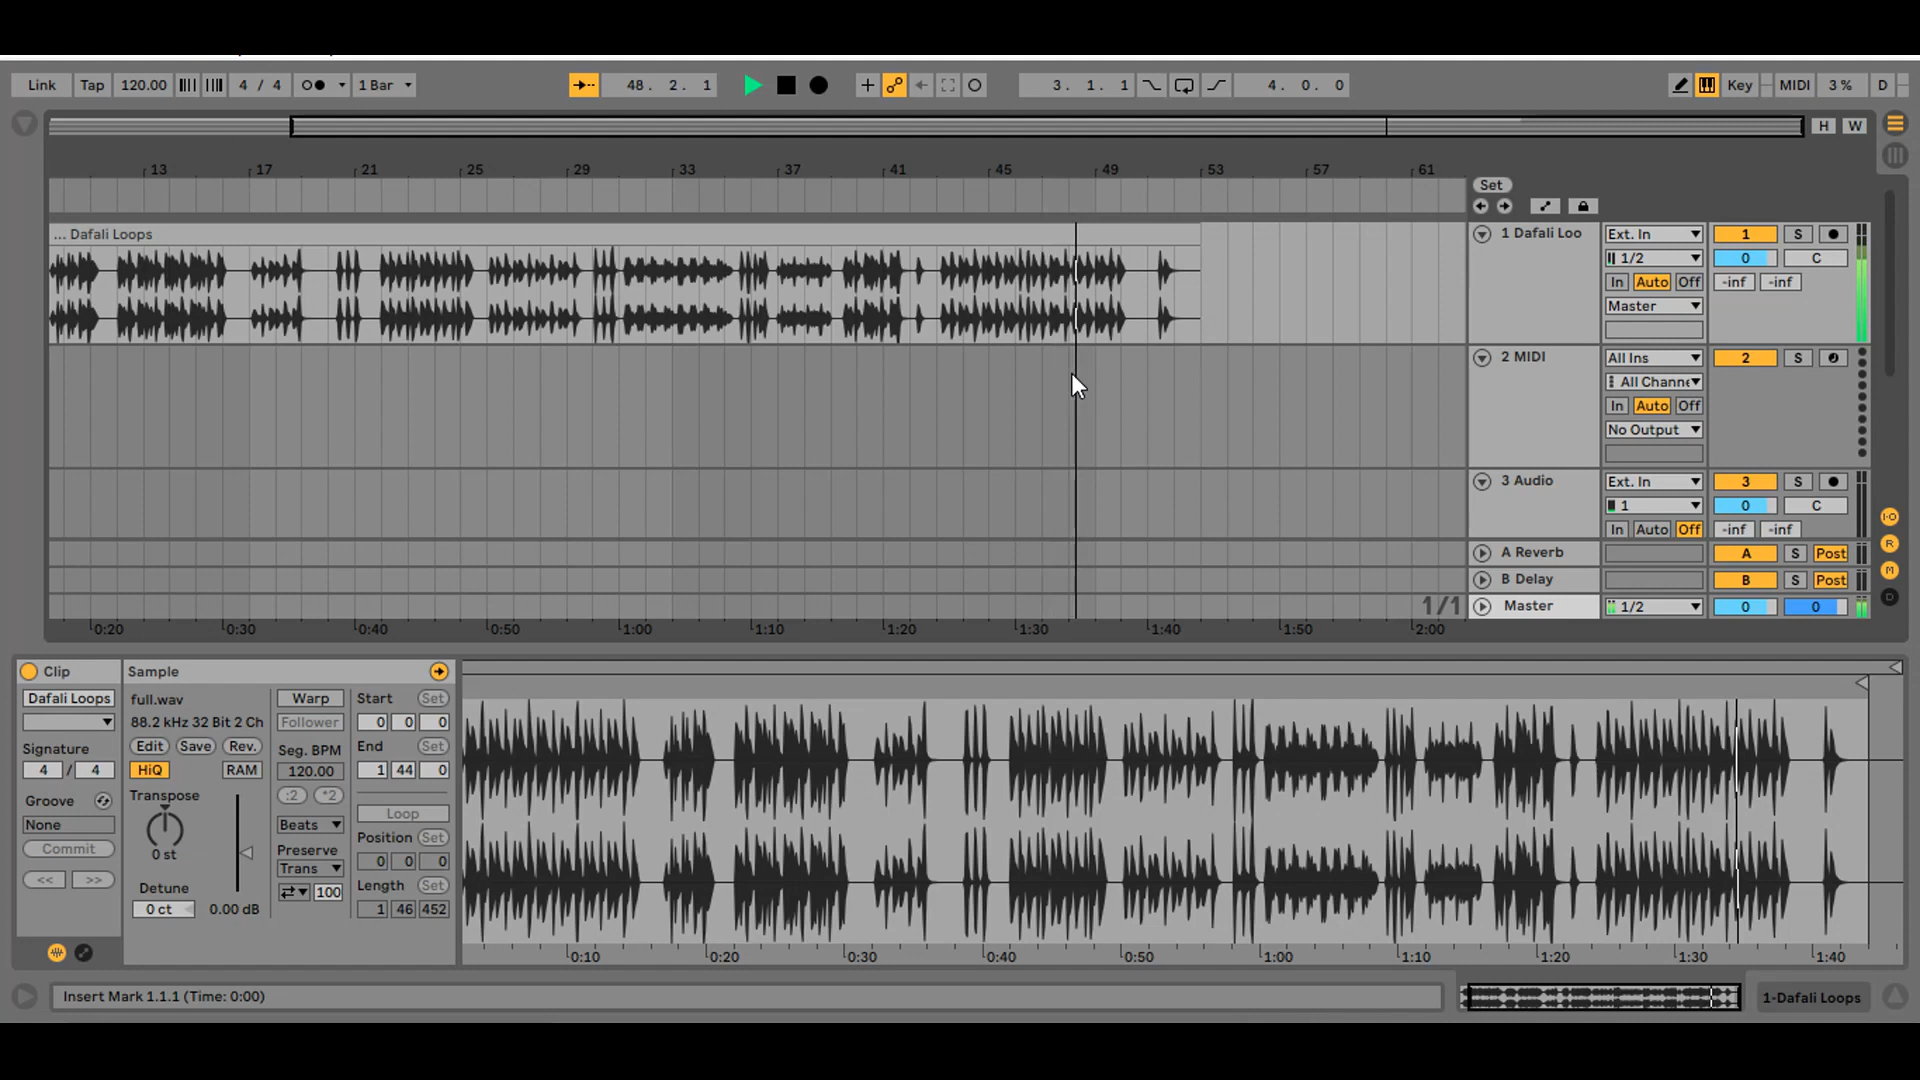 Link Tap 120.00 4 / 4 1 Bar 48. 2. 1 3. 1. 1 4. 0. 0 Key MIDI 3 % D
H W
13 17 21 25 29 33 37 41 45 49 53 57 61
Set
... Dafali Loops
1 Dafali Loo Ext. In 1 S
1/2 0 C
In Auto Off -inf -inf
Master
2 MIDI All Ins 2 S
All Channe
In Auto Off
No Output
3 Audio Ext. In 3 S
1 0 C
In Auto Off -inf -inf
A Reverb A S Post
B Delay B S Post
1/1 Master 1/2 0 0
0:20 0:30 0:40 0:50 1:00 1:10 1:20 1:30 1:40 1:50 2:00
I-O
R
M
D
Clip
Dafali Loops
Signature
4 / 4
Groove
None
Commit
<< >>
Sample
full.wav
88.2 kHz 32 Bit 2 Ch
Edit Save Rev.
HiQ RAM
Transpose
0 st
Detune
0 ct 0.00 dB
Warp
Follower
Seg. BPM
120.00
:2 *2
Beats
Preserve
Trans
100
Start Set
0 0 0
End Set
1 44 0
Loop
Position Set
0 0 0
Length Set
1 46 452
0:10 0:20 0:30 0:40 0:50 1:00 1:10 1:20 1:30 1:40
Insert Mark 1.1.1 (Time: 0:00)
1-Dafali Loops